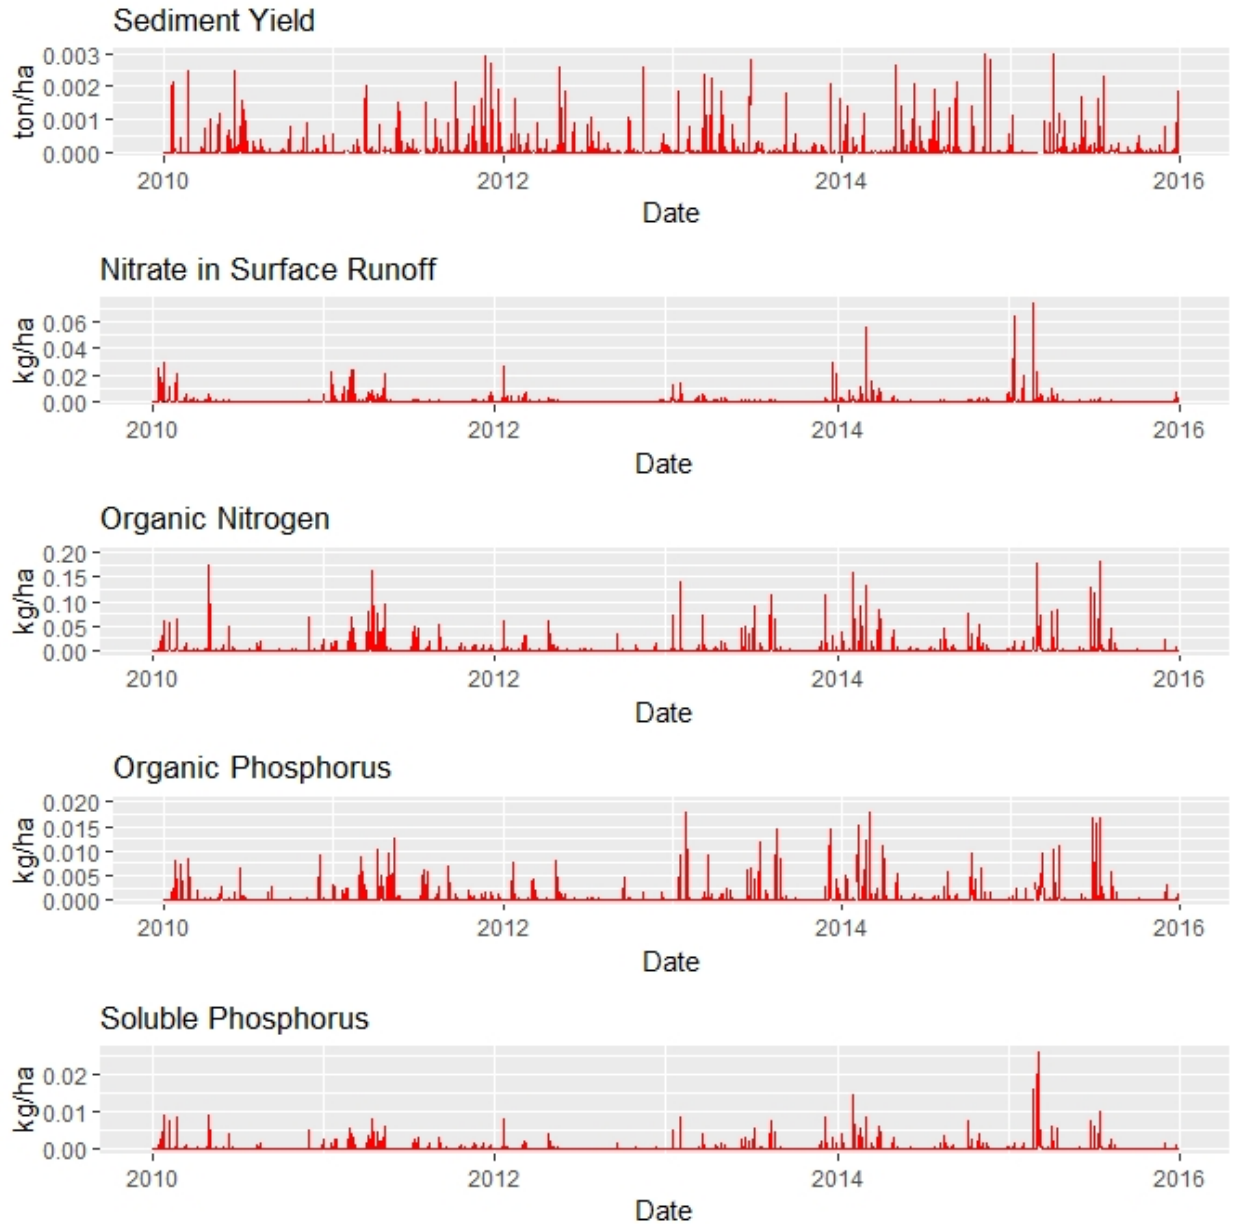 Sediment Yield
ton/ha
0.003
0.002
0.001
0.000
2010 2012 2014 2016
Date
Nitrate in Surface Runoff
kg/ha
0.06
0.04
0.02
0.00
2010 2012 2014 2016
Date
Organic Nitrogen
kg/ha
0.20
0.15
0.10
0.05
0.00
2010 2012 2014 2016
Date
Organic Phosphorus
kg/ha
0.020
0.015
0.010
0.005
0.000
2010 2012 2014 2016
Date
Soluble Phosphorus
kg/ha
0.02
0.01
0.00
2010 2012 2014 2016
Date